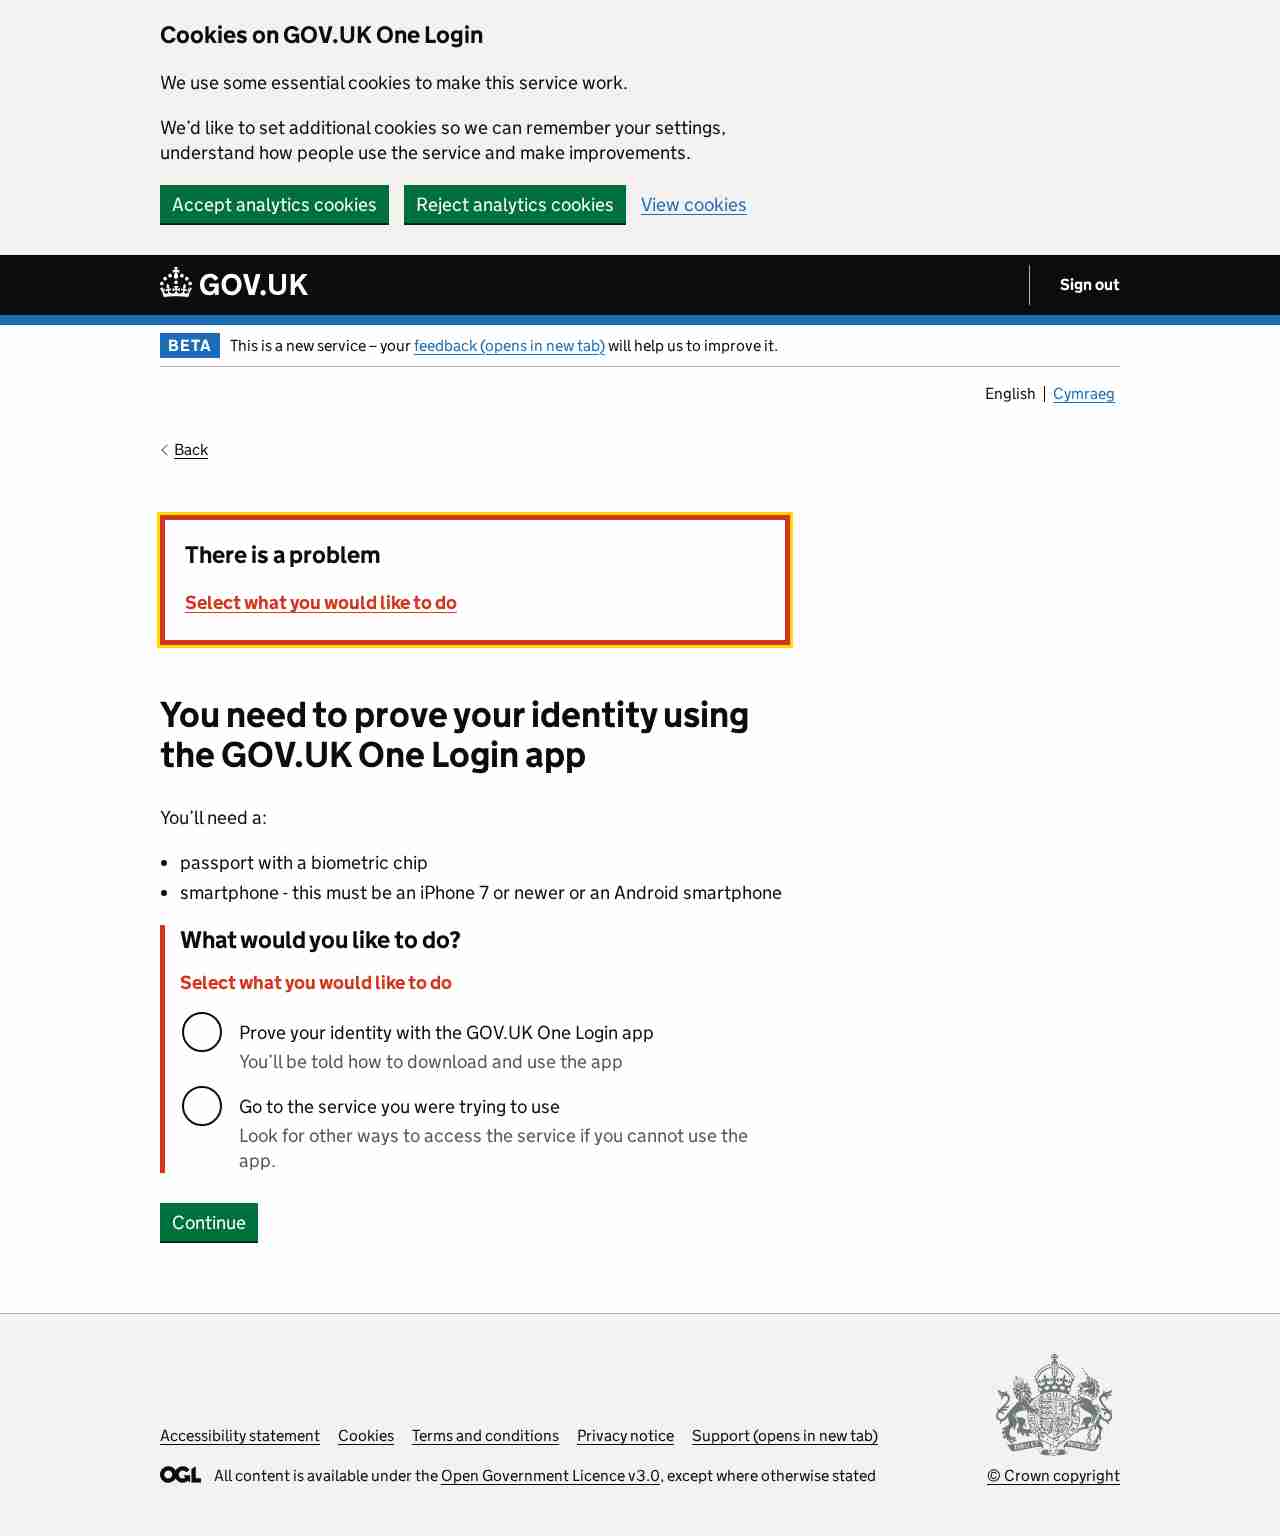 Cookies on GOV.UK One Login
We use some essential cookies to make this service work.
We’d like to set additional cookies so we can remember your settings,
understand how people use the service and make improvements.
Accept analytics cookies Reject analytics cookies View cookies
GOV.UK Sign out
BETA This is a new service – your feedback (opens in new tab) will help us to improve it.
English Cymraeg
Back
There is a problem
Select what you would like to do
You need to prove your identity using
the GOV.UK One Login app
You’ll need a:
• passport with a biometric chip
• smartphone - this must be an iPhone 7 or newer or an Android smartphone
What would you like to do?
Select what you would like to do
Prove your identity with the GOV.UK One Login app
You’ll be told how to download and use the app
Go to the service you were trying to use
Look for other ways to access the service if you cannot use the
app.
Continue
Accessibility statement Cookies Terms and conditions Privacy notice Support (opens in new tab)
OGL All content is available under the Open Government Licence v3.0, except where otherwise stated
© Crown copyright